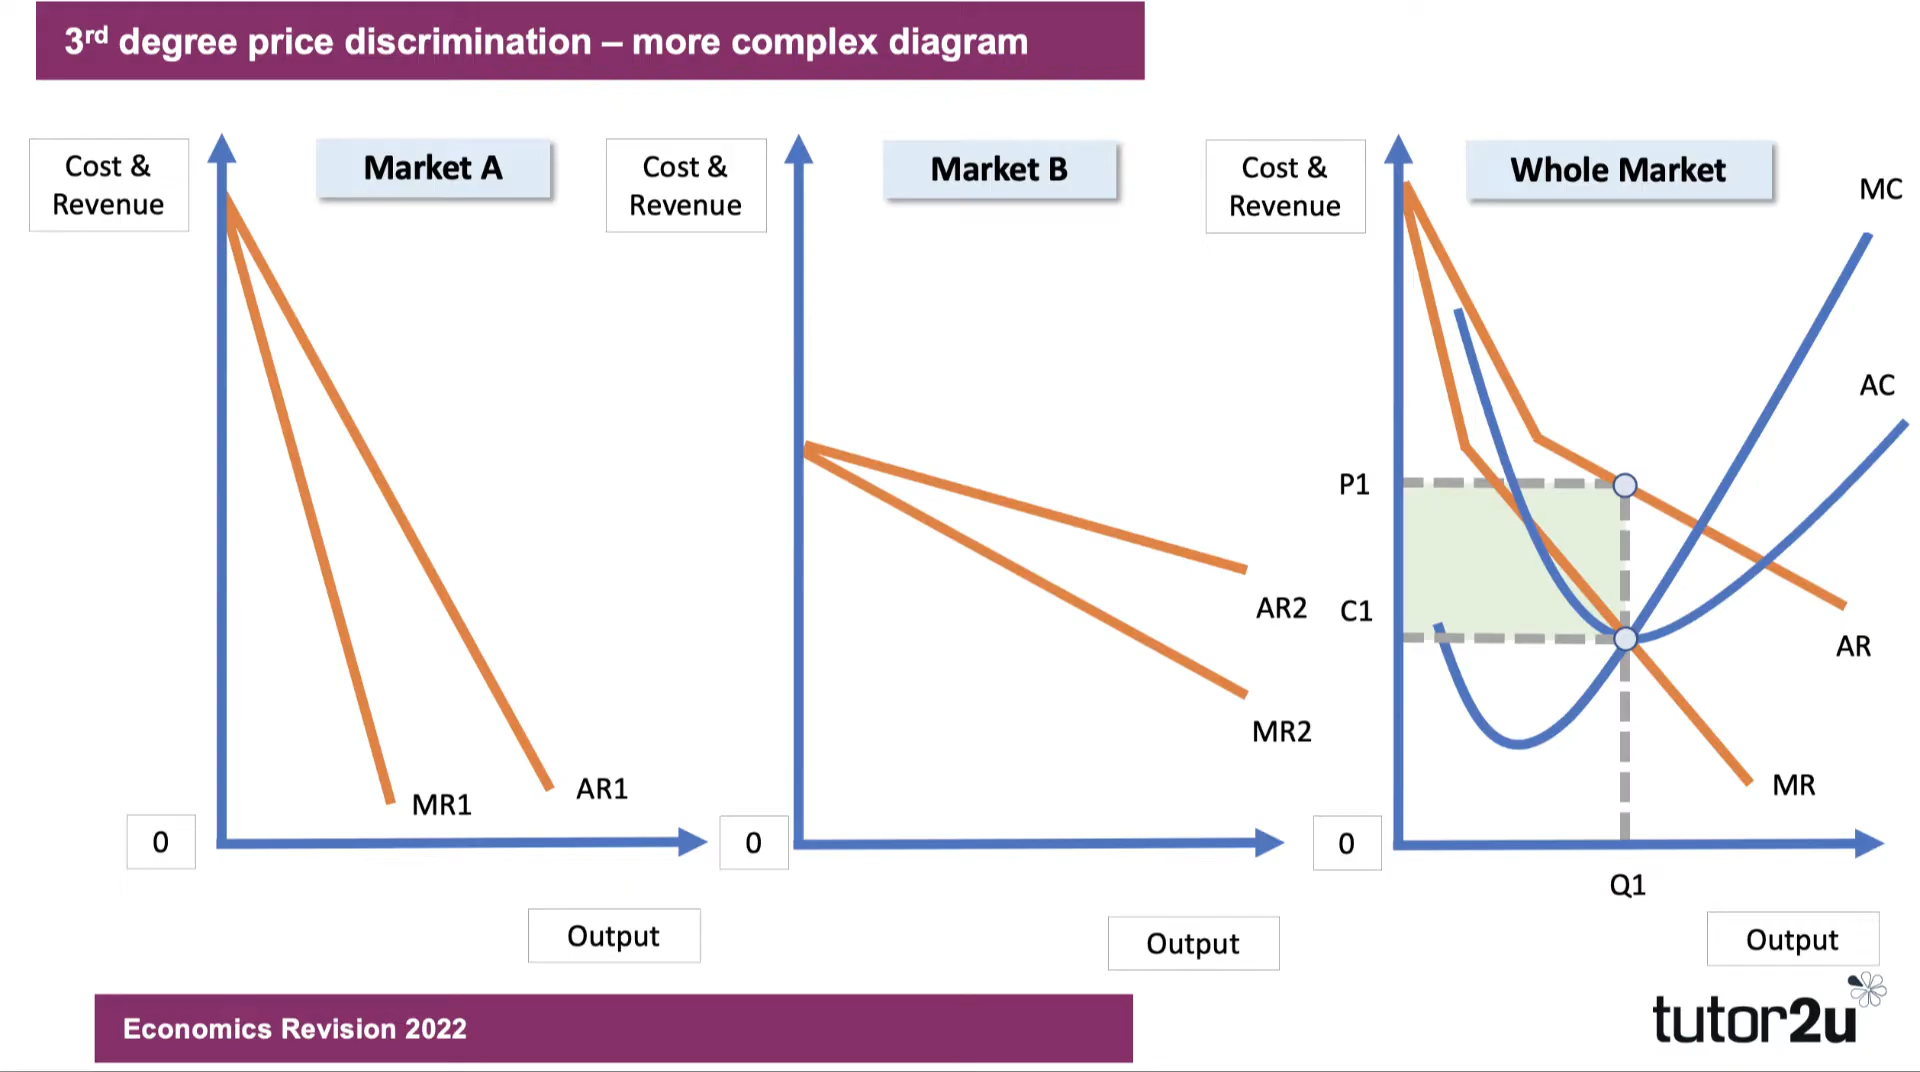 3rd degree price discrimination – more complex diagram
Cost &
Revenue
Market A
MR1
AR1
0
Output
Cost &
Revenue
Market B
AR2
MR2
0
Output
Cost &
Revenue
Whole Market
MC
AC
P1
C1
AR
MR
0
Q1
Output
Economics Revision 2022
tutor2u